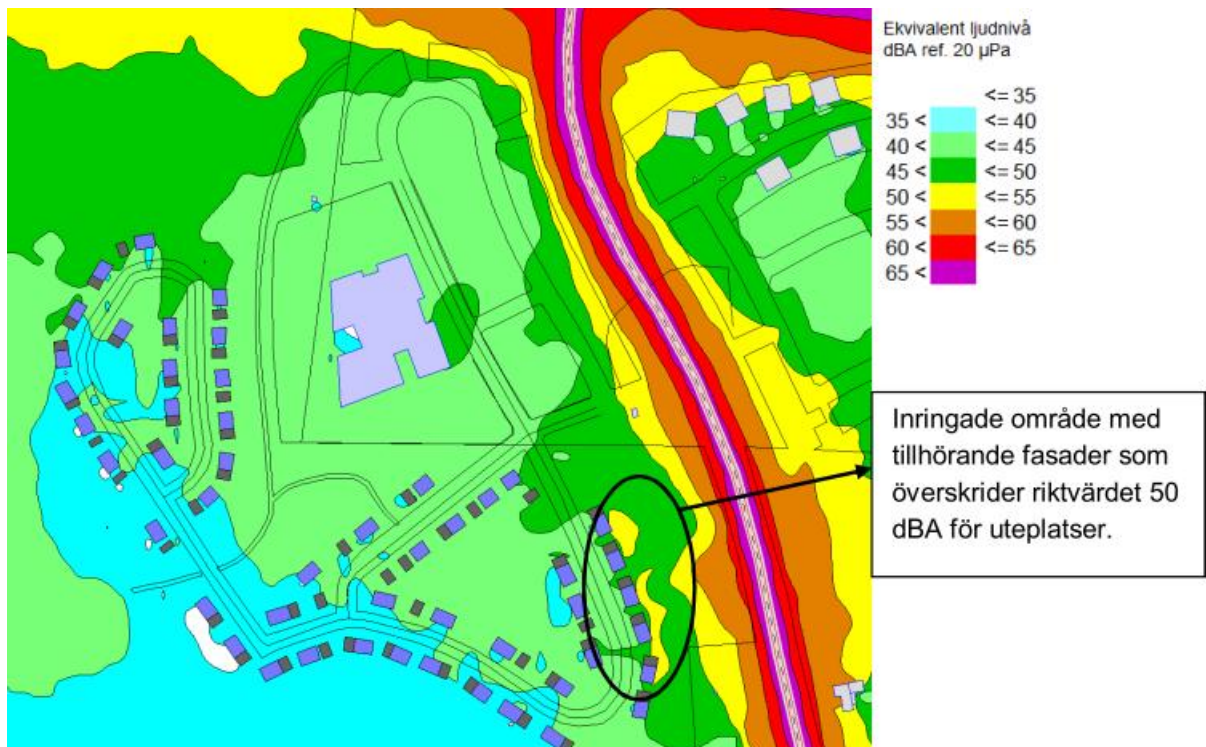 Ekvivalent ljudnivå
dBA ref. 20 µPa
<= 35
35 < <= 40
40 < <= 45
45 < <= 50
50 < <= 55
55 < <= 60
60 < <= 65
65 <
Inringade område med
tillhörande fasader som
överskrider riktvärdet 50
dBA för uteplatser.